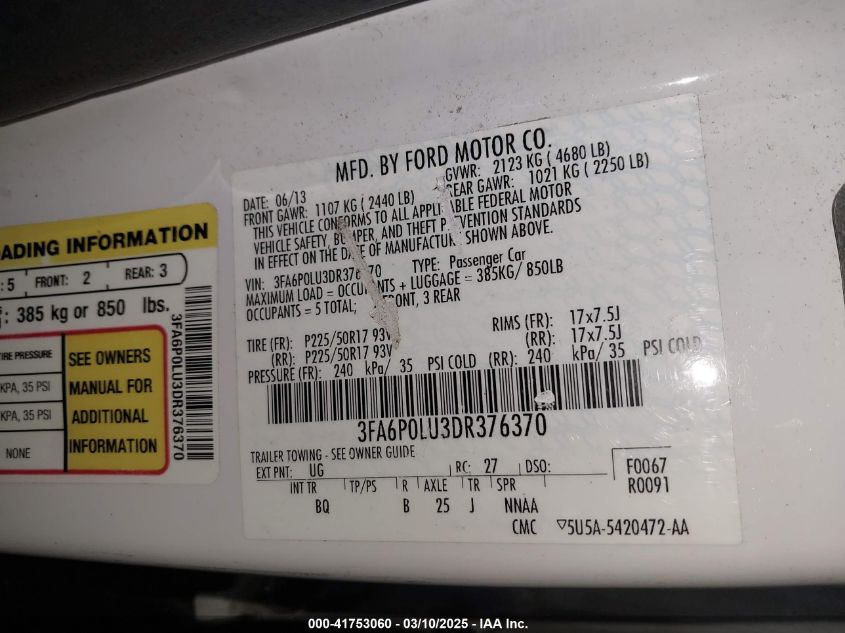 MFD. BY FORD MOTOR CO.
DATE: 06/13 GVWR: 2123 KG ( 4680 LB)
FRONT GAWR: 1107 KG ( 2440 LB) REAR GAWR: 1021 KG ( 2250 LB)
THIS VEHICLE CONFORMS TO ALL APPLICABLE FEDERAL MOTOR
VEHICLE SAFETY, BUMPER, AND THEFT PREVENTION STANDARDS
IN EFFECT ON THE DATE OF MANUFACTURE SHOWN ABOVE.
VIN: 3FA6P0LU3DR376370 TYPE: Passenger Car
MAXIMUM LOAD = OCCUPANTS + LUGGAGE = 385KG/ 850LB
OCCUPANTS = 5 TOTAL; FRONT, 3 REAR
TIRE (FR): P225/50R17 93V RIMS (FR): 17x7.5J
(RR): P225/50R17 93V (RR): 17x7.5J
PRESSURE (FR): 240 kPa/ 35 PSI COLD (RR): 240 kPa/ 35 PSI COLD
3FA6P0LU3DR376370
TRAILER TOWING - SEE OWNER GUIDE
EXT PNT: UG RC: 27 DSO: F0067
INT TR TP/PS R AXLE TR SPR R0091
BQ B 25 J NNAA
CMC ▽5U5A-5420472-AA
OADING INFORMATION
: 5 FRONT: 2 REAR: 3
: 385 kg or 850 lbs.
TIRE PRESSURE
KPA, 35 PSI
KPA, 35 PSI
NONE
SEE OWNERS
MANUAL FOR
ADDITIONAL
INFORMATION
3FA6P0LU3DR376370
000-41753060 - 03/10/2025 - IAA Inc.